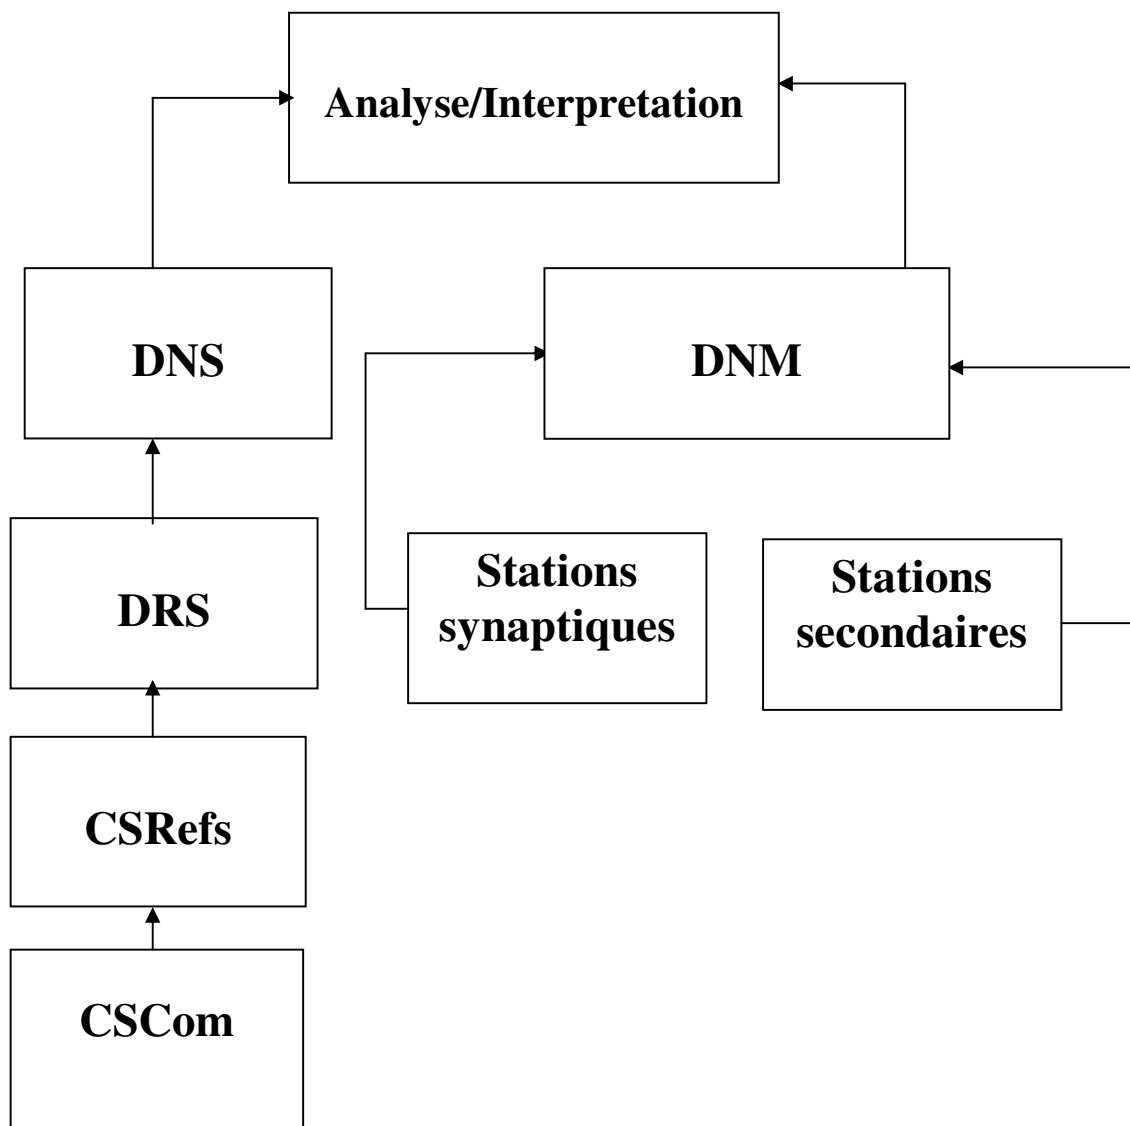 Analyse/Interpretation
DNS
DNM
DRS
Stations
synaptiques
Stations
secondaires
CSRefs
CSCom